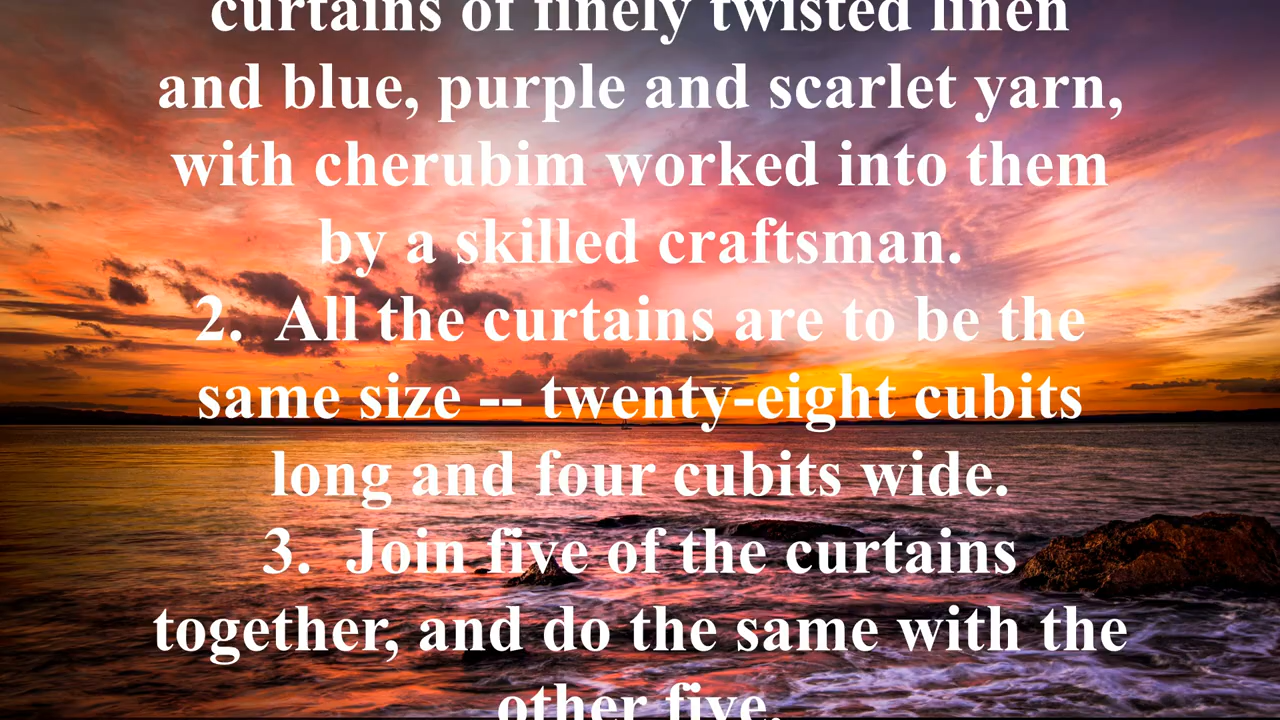 curtains of finely twisted linen
and blue, purple and scarlet yarn,
with cherubim worked into them
by a skilled craftsman.
2.  All the curtains are to be the
same size -- twenty-eight cubits
long and four cubits wide.
3.  Join five of the curtains
together, and do the same with the
other five.